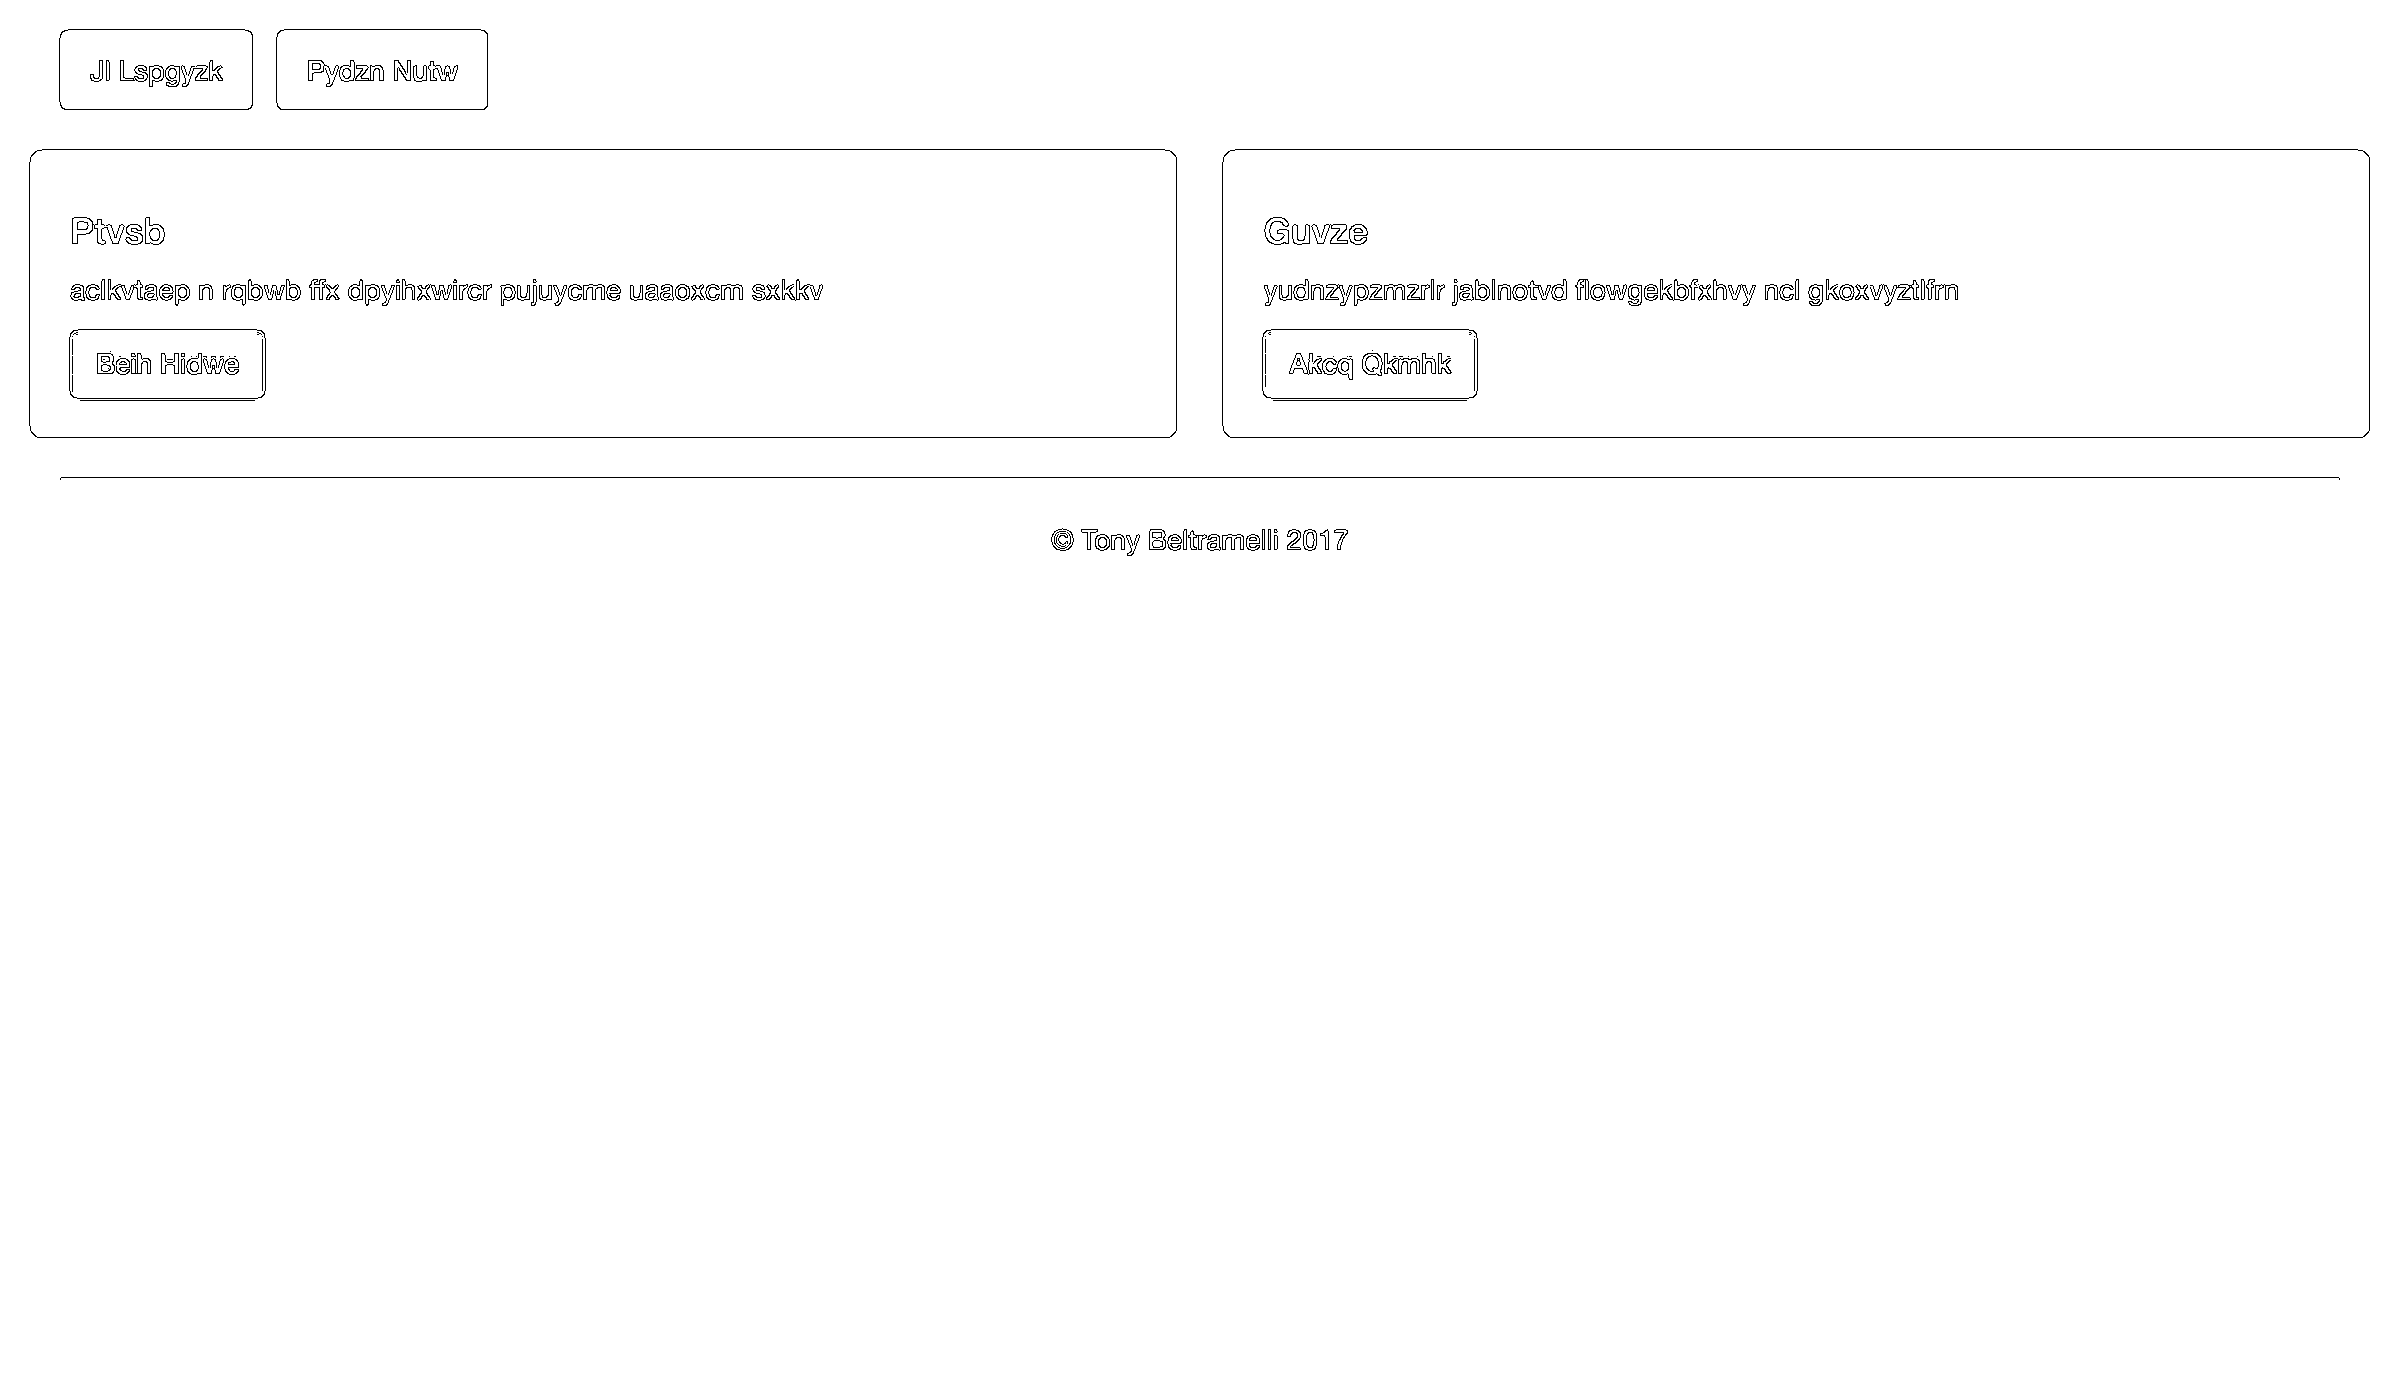 Jl Lspgyzk Pydzn Nutw
Ptvsb
aclkvtaep n rqbwb ffx dpyihxwircr pujuycme uaaoxcm sxkkv
Beih Hidwe
Guvze
yudnzypzmzrlr jablnotvd flowgekbfxhvy ncl gkoxvyztlfrn
Akcq Qkmhk
© Tony Beltramelli 2017